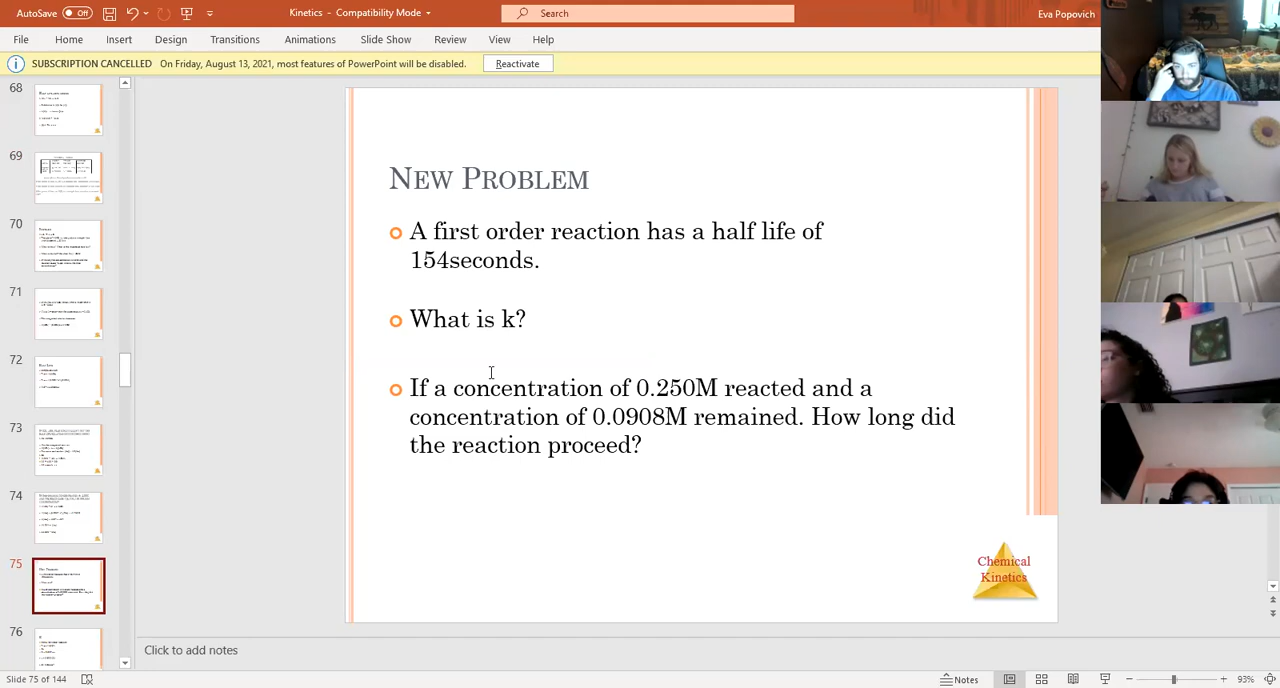 AutoSave Off
Kinetics - Compatibility Mode
Search
Eva Popovich
File Home Insert Design Transitions Animations Slide Show Review View Help
SUBSCRIPTION CANCELLED On Friday, August 13, 2021, most features of PowerPoint will be disabled. Reactivate
68
69
70
71
72
73
74
75
76
NEW PROBLEM
A first order reaction has a half life of
154seconds.
What is k?
If a concentration of 0.250M reacted and a
concentration of 0.0908M remained. How long did
the reaction proceed?
Chemical
Kinetics
Click to add notes
Slide 75 of 144
Notes
93%